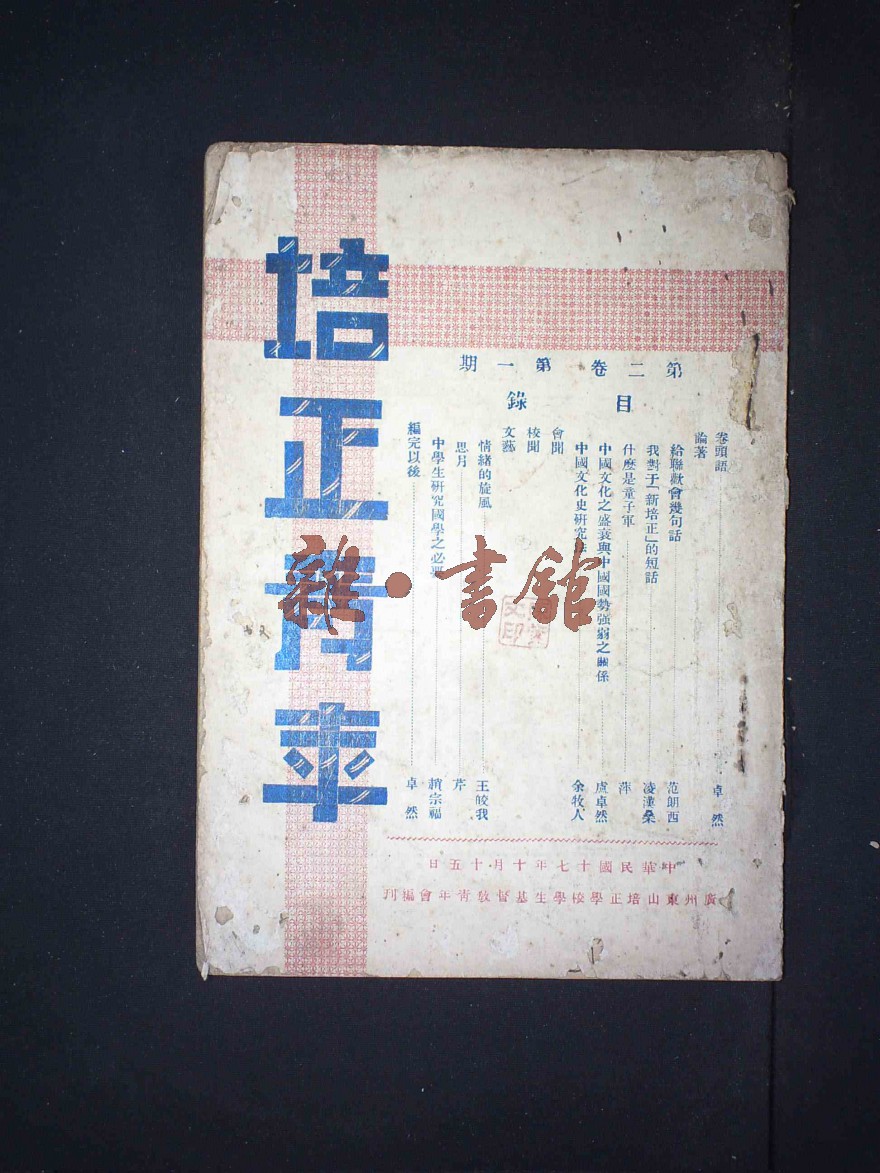 培正青年
第二卷 第一期
目錄
卷頭語 卓然
論著
給聯歡會幾句話 范朗西
我對于「新培正」的短話 凌漢桑
什麼是童子軍 萍
中國文化之盛衰與中國國勢强弱之關係 虞卓然
中國文化史研究 余牧人
會聞
校聞
文藝
情緒的旋風 王皎我
思月 芹
中學生研究國學之必要 趙宗福
編完以後 卓然
中華民國十七年十月十五日
廣州東山培正學校學生基督教青年會編刊
雜·書館